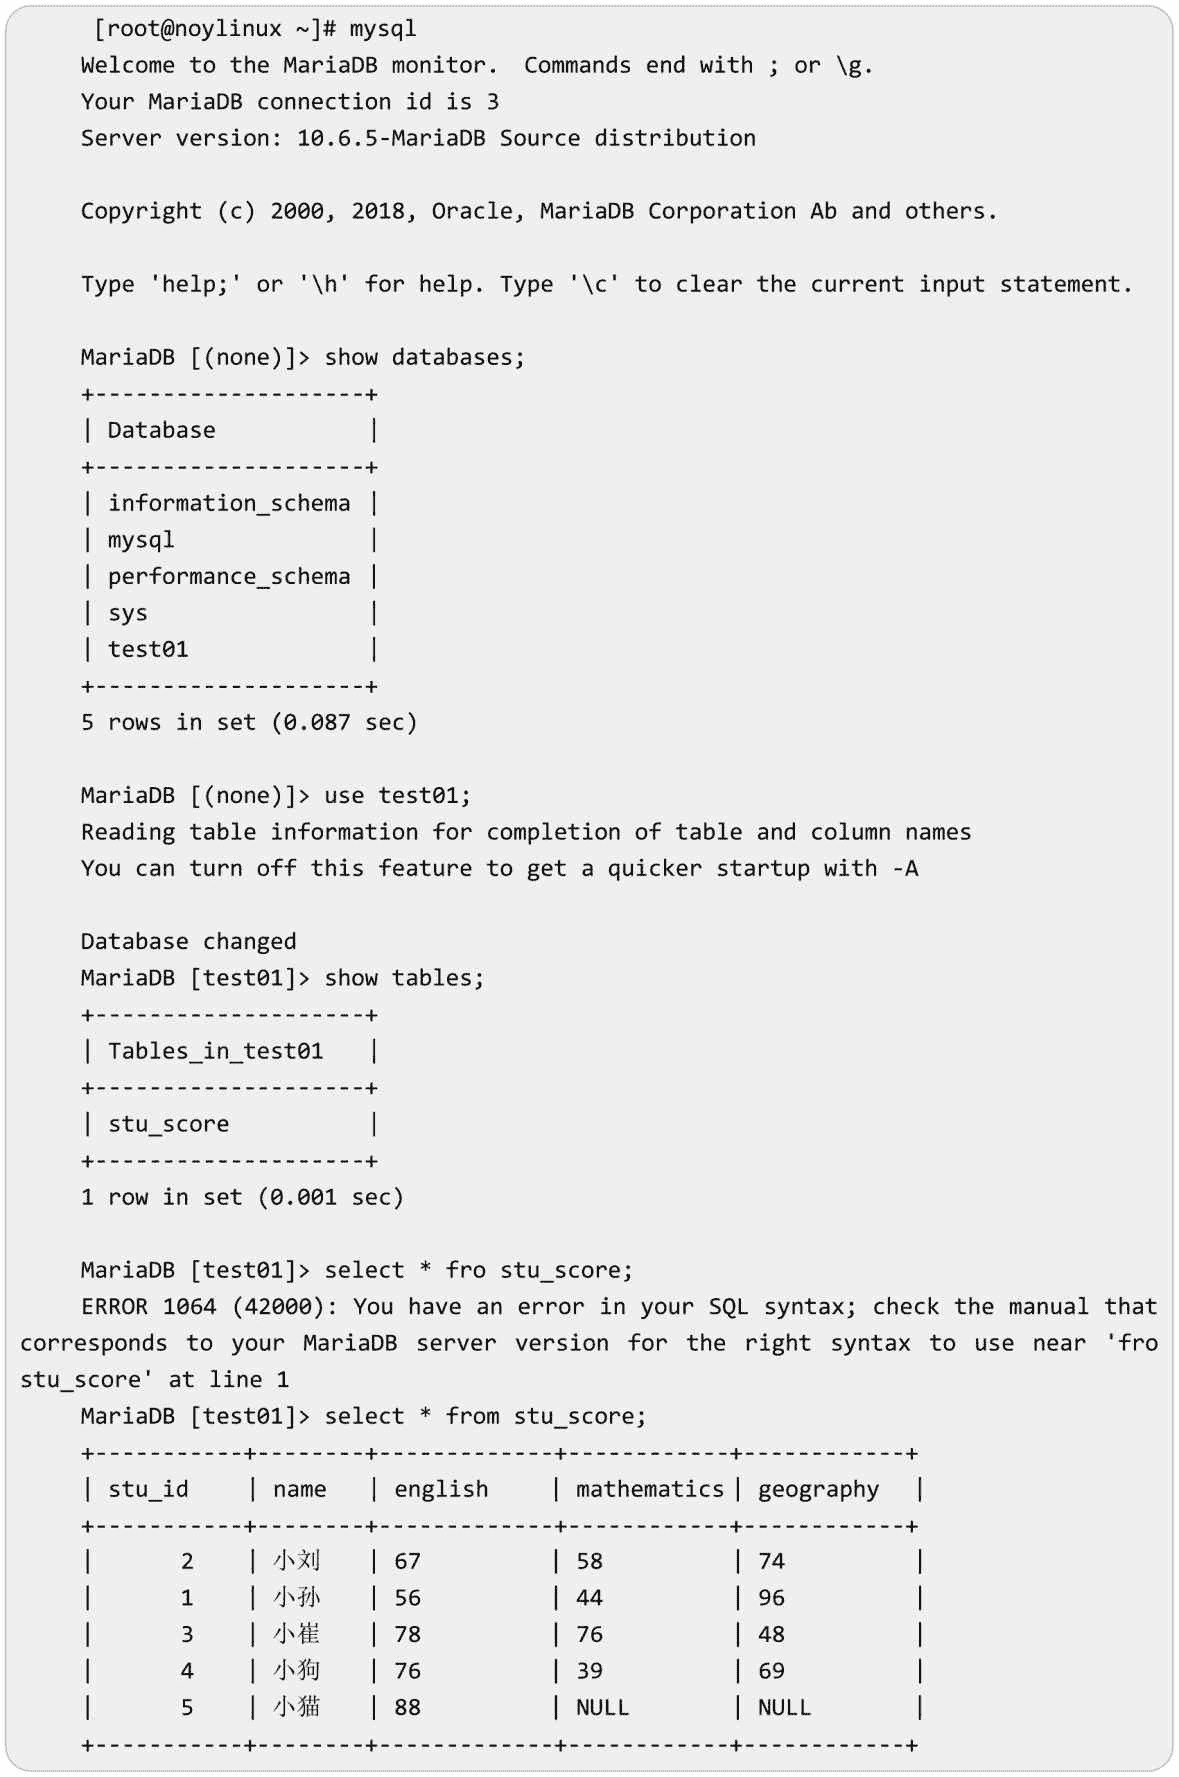 [root@noylinux ~]# mysql
Welcome to the MariaDB monitor.  Commands end with ; or \g.
Your MariaDB connection id is 3
Server version: 10.6.5-MariaDB Source distribution

Copyright (c) 2000, 2018, Oracle, MariaDB Corporation Ab and others.

Type 'help;' or '\h' for help. Type '\c' to clear the current input statement.

MariaDB [(none)]> show databases;
+--------------------+
| Database           |
+--------------------+
| information_schema |
| mysql              |
| performance_schema |
| sys                |
| test01             |
+--------------------+
5 rows in set (0.087 sec)

MariaDB [(none)]> use test01;
Reading table information for completion of table and column names
You can turn off this feature to get a quicker startup with -A

Database changed
MariaDB [test01]> show tables;
+--------------------+
| Tables_in_test01   |
+--------------------+
| stu_score          |
+--------------------+
1 row in set (0.001 sec)

MariaDB [test01]> select * fro stu_score;
ERROR 1064 (42000): You have an error in your SQL syntax; check the manual that
corresponds to your MariaDB server version for the right syntax to use near 'fro
stu_score' at line 1
MariaDB [test01]> select * from stu_score;
+-----------+--------+-------------+------------+------------+
| stu_id    | name   | english     | mathematics | geography  |
+-----------+--------+-------------+------------+------------+
|      2    | 小刘   | 67          | 58         | 74         |
|      1    | 小孙   | 56          | 44         | 96         |
|      3    | 小崔   | 78          | 76         | 48         |
|      4    | 小狗   | 76          | 39         | 69         |
|      5    | 小猫   | 88          | NULL       | NULL       |
+-----------+--------+-------------+------------+------------+